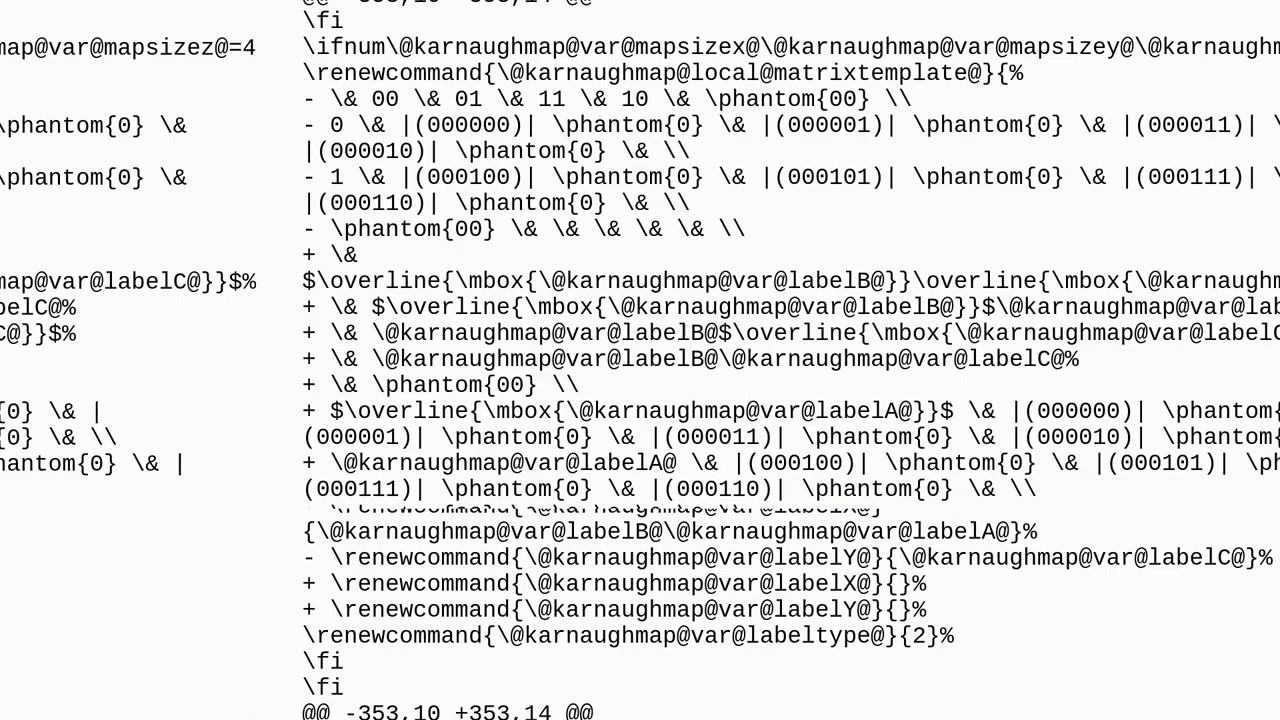 map@var@mapsizez@=4
\phantom{0} \&
\phantom{0} \&
map@var@labelC@}}$%
belC@%
C@}}$%
{0} \& |
{0} \& \\
hantom{0} \& |
@@ -353,10 +353,14 @@
\fi
\ifnum\@karnaughmap@var@mapsizex@\@karnaughmap@var@mapsizey@\@karnaughm
\renewcommand{\@karnaughmap@local@matrixtemplate@}{%
- \& 00 \& 01 \& 11 \& 10 \& \phantom{00} \\
- 0 \& |(000000)| \phantom{0} \& |(000001)| \phantom{0} \& |(000011)| \
|(000010)| \phantom{0} \& \\
- 1 \& |(000100)| \phantom{0} \& |(000101)| \phantom{0} \& |(000111)| \
|(000110)| \phantom{0} \& \\
- \phantom{00} \& \& \& \& \& \\
+ \&
$\overline{\mbox{\@karnaughmap@var@labelB@}}\overline{\mbox{\@karnaughm
+ \& $\overline{\mbox{\@karnaughmap@var@labelB@}}$\@karnaughmap@var@lab
+ \& \@karnaughmap@var@labelB@$\overline{\mbox{\@karnaughmap@var@labelC
+ \& \@karnaughmap@var@labelB@\@karnaughmap@var@labelC@%
+ \& \phantom{00} \\
+ $\overline{\mbox{\@karnaughmap@var@labelA@}}$ \& |(000000)| \phantom{
(000001)| \phantom{0} \& |(000011)| \phantom{0} \& |(000010)| \phantom{
+ \@karnaughmap@var@labelA@ \& |(000100)| \phantom{0} \& |(000101)| \ph
(000111)| \phantom{0} \& |(000110)| \phantom{0} \& \\
- \renewcommand{\@karnaughmap@var@labelX@}
{\@karnaughmap@var@labelB@\@karnaughmap@var@labelA@}%
- \renewcommand{\@karnaughmap@var@labelY@}{\@karnaughmap@var@labelC@}%
+ \renewcommand{\@karnaughmap@var@labelX@}{}%
+ \renewcommand{\@karnaughmap@var@labelY@}{}%
\renewcommand{\@karnaughmap@var@labeltype@}{2}%
\fi
\fi
@@ -353,10 +353,14 @@